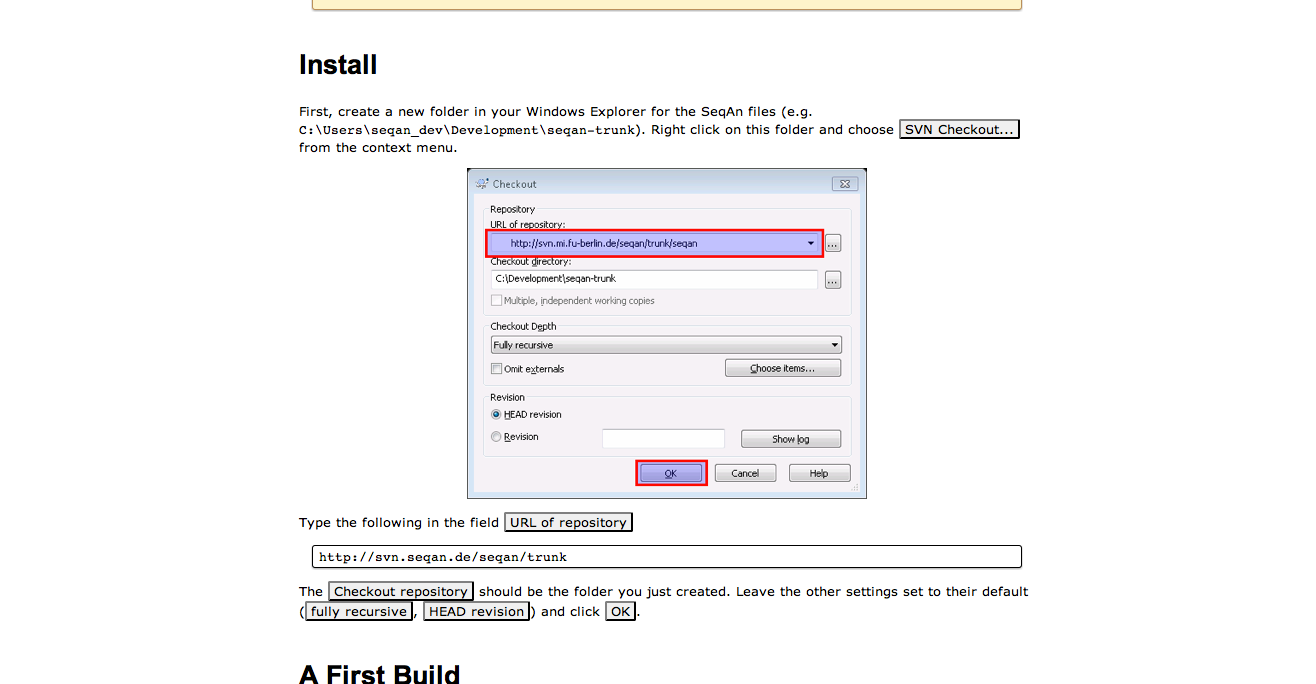 Install
First, create a new folder in your Windows Explorer for the SeqAn files (e.g.
C:\Users\seqan_dev\Development\seqan-trunk). Right click on this folder and choose SVN Checkout...
from the context menu.
Checkout
Repository
URL of repository:
http://svn.mi.fu-berlin.de/seqan/trunk/seqan
...
Checkout directory:
C:\Development\seqan-trunk
...
Multiple, independent working copies
Checkout Depth
Fully recursive
Omit externals
Choose items...
Revision
HEAD revision
Revision
Show log
OK Cancel Help
Type the following in the field URL of repository
http://svn.seqan.de/seqan/trunk
The Checkout repository should be the folder you just created. Leave the other settings set to their default
(fully recursive, HEAD revision) and click OK.
A First Build